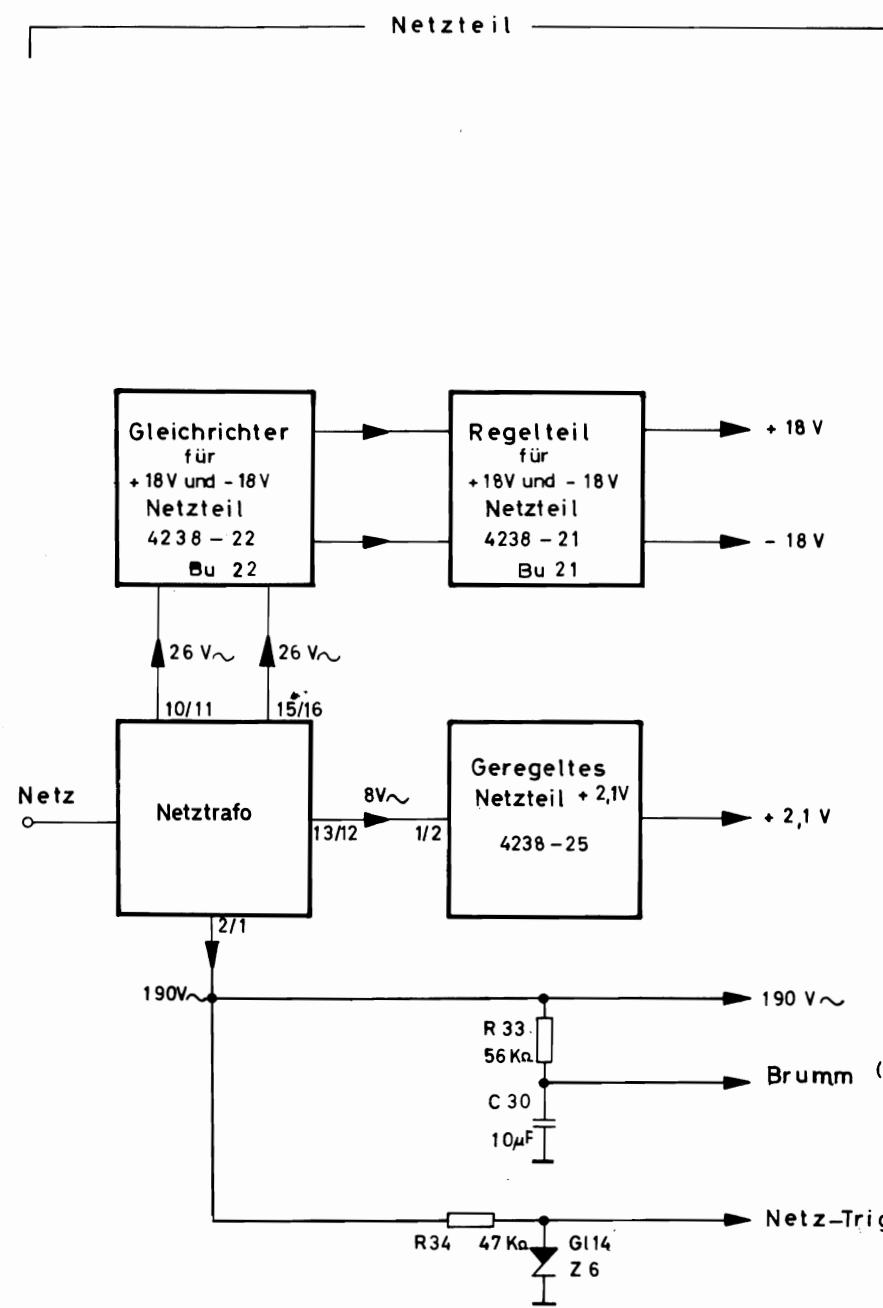 Netzteil
Gleichrichter
für
+18V und -18V
Netzteil
4238-22
Bu 22
Regelteil
für
+18V und -18V
Netzteil
4238-21
Bu 21
+ 18 V
- 18 V
26 V~
26 V~
10/11
15/16
Netz
Netztrafo
13/12
8V~
1/2
Geregeltes
Netzteil + 2,1V
4238-25
+ 2,1 V
2/1
190V~
190 V~
R 33
56 KΩ
Brumm (
C 30
10µF
Netz-Trig
R34 47 KΩ
Gl14
Z 6